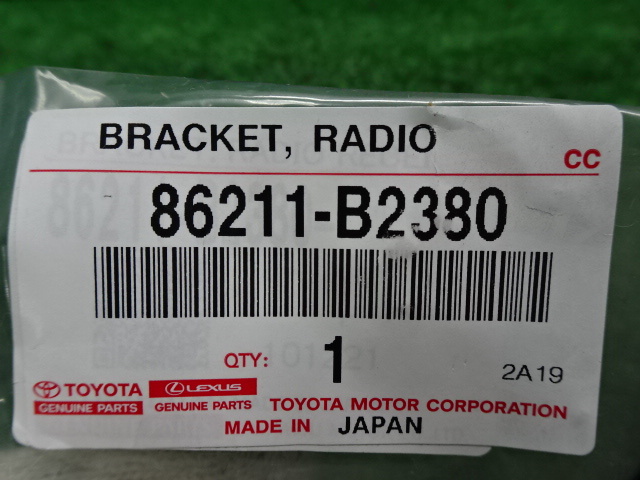 BRACKET, RADIO
CC
86211-B2380
QTY: 1
2A19
TOYOTA LEXUS
GENUINE PARTS GENUINE PARTS TOYOTA MOTOR CORPORATION
MADE IN JAPAN